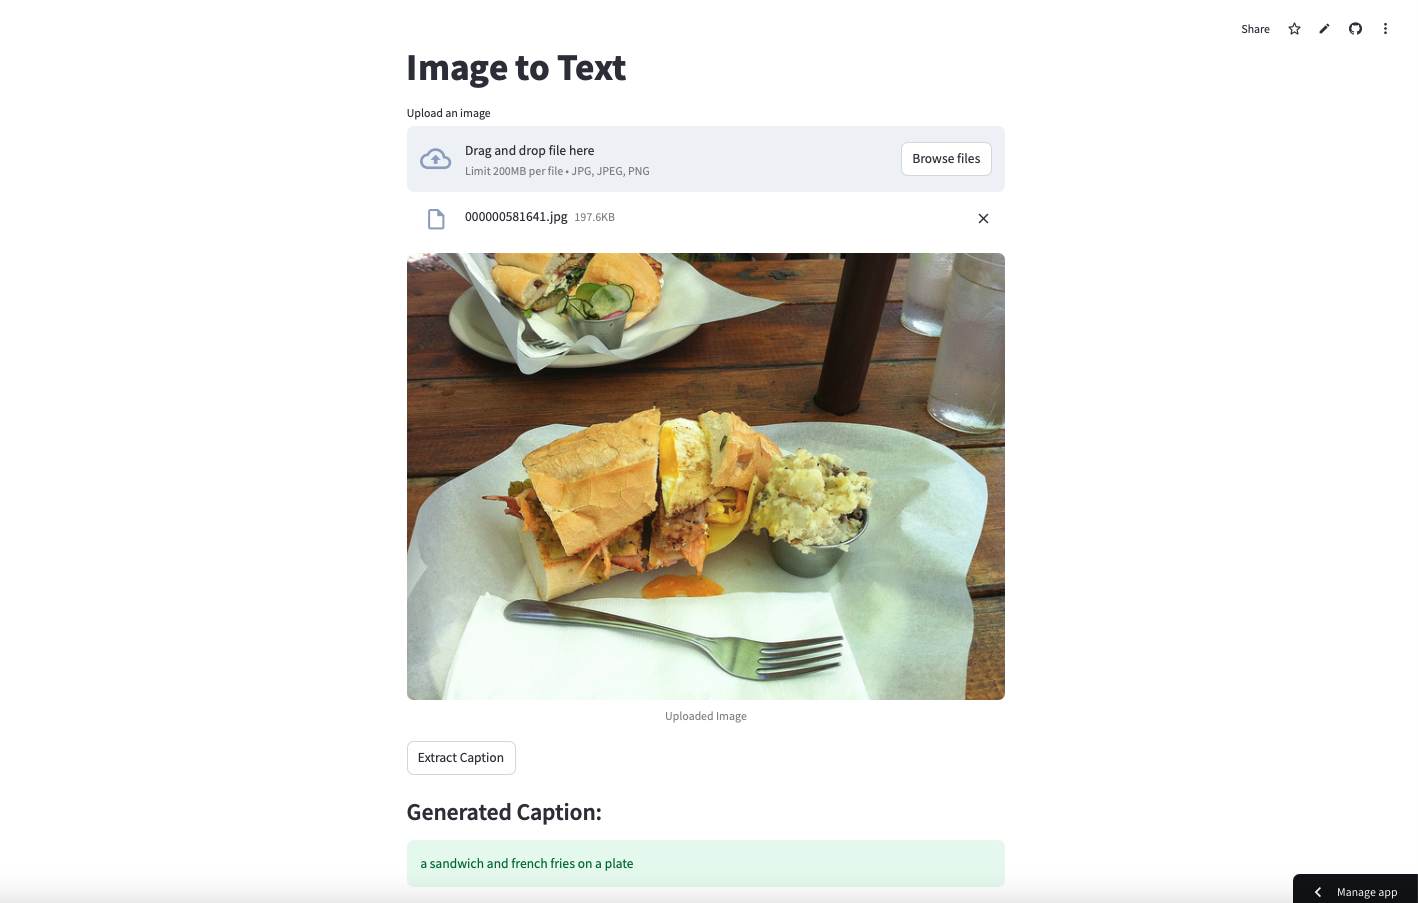 Share
Image to Text
Upload an image
Drag and drop file here
Limit 200MB per file • JPG, JPEG, PNG
Browse files
000000581641.jpg 197.6KB
Uploaded Image
Extract Caption
Generated Caption:
a sandwich and french fries on a plate
Manage app